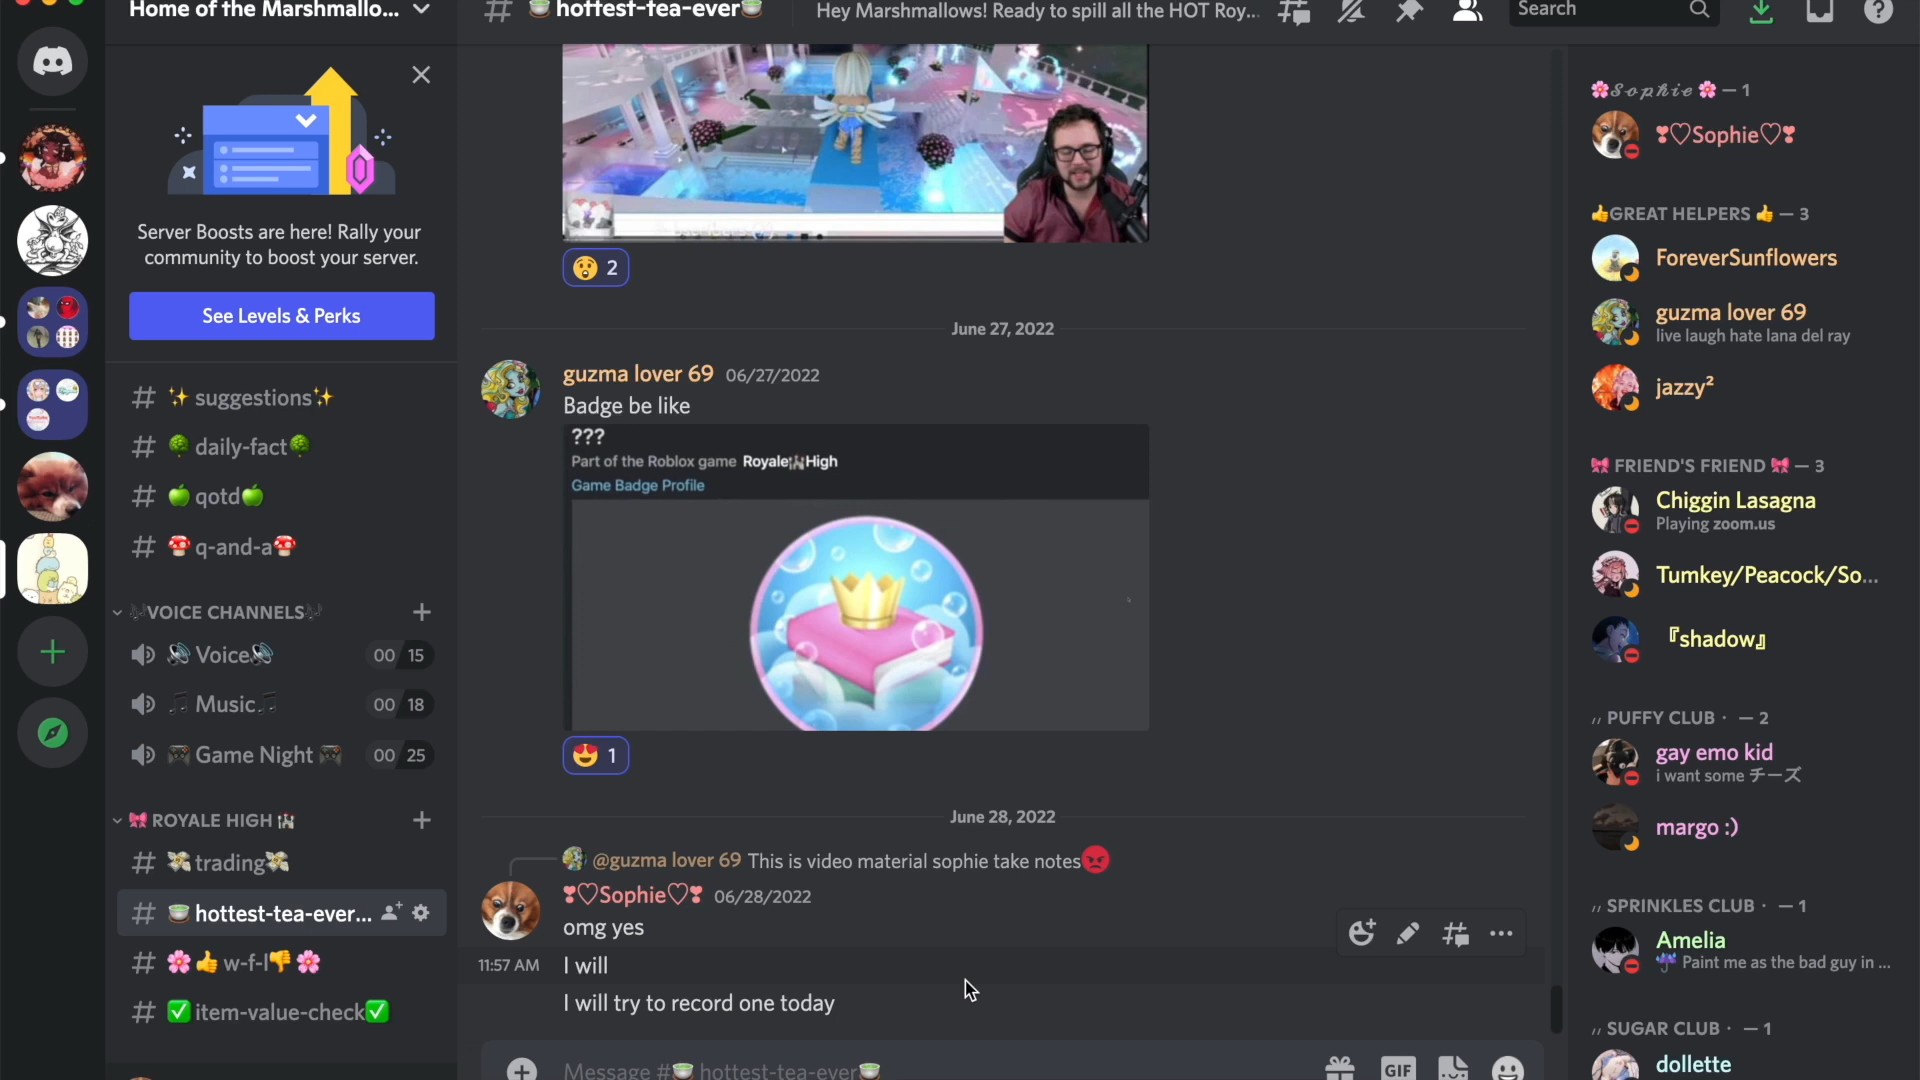 Home of the Marshmallo...
# 🍵hottest-tea-ever🍵
Hey Marshmallows! Ready to spill all the HOT Roy...
Search
Server Boosts are here! Rally your
community to boost your server.
See Levels & Perks
# ✨suggestions✨
# 🌳daily-fact🌳
# 🍏qotd🍏
# 🍄q-and-a🍄
🎶VOICE CHANNELS🎶
🔊Voice🔊 00 15
🎵Music🎵 00 18
🎮Game Night🎮 00 25
🎀ROYALE HIGH🏰
# 💸trading💸
# 🍵hottest-tea-ever...
# 🌸👍w-f-l👎🌸
# ✅item-value-check✅
😲 2
June 27, 2022
guzma lover 69 06/27/2022
Badge be like
???
Part of the Roblox game Royale🏰High
Game Badge Profile
😍 1
June 28, 2022
@guzma lover 69 This is video material sophie take notes😡
❣♡Sophie♡❣ 06/28/2022
omg yes
11:57 AM I will
I will try to record one today
Message #🍵hottest-tea-ever🍵
GIF
🌸𝓢𝓸𝓹𝓱𝓲𝓮🌸 — 1
❣♡Sophie♡❣
👍GREAT HELPERS👍 — 3
ForeverSunflowers
guzma lover 69
live laugh hate lana del ray
jazzy²
🎀 FRIEND'S FRIEND 🎀 — 3
Chiggin Lasagna
Playing zoom.us
Tumkey/Peacock/So...
『shadow』
,, PUFFY CLUB · — 2
gay emo kid
i want some チーズ
margo :)
,, SPRINKLES CLUB · — 1
Amelia
☔ Paint me as the bad guy in ...
,, SUGAR CLUB · — 1
dollette